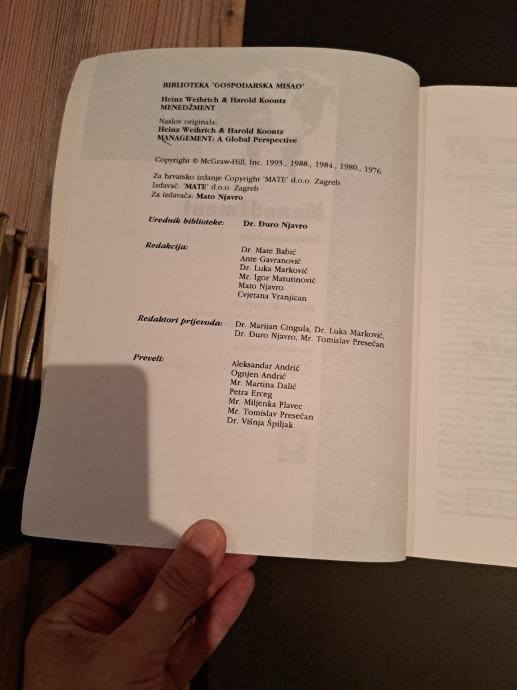 BIBLIOTEKA 'GOSPODARSKA MISAO'
Heinz Weihrich & Harold Koontz
MENEDŽMENT
Naslov originala:
Heinz Weihrich & Harold Koontz
MANAGEMENT: A Global Perspective
Copyright © McGraw-Hill, Inc. 1993., 1988., 1984., 1980., 1976.
Za hrvatsko izdanje Copyright 'MATE' d.o.o. Zagreb
Izdavač: 'MATE' d.o.o. Zagreb
Za izdavača: Mato Njavro
Urednik biblioteke: Dr. Đuro Njavro
Redakcija: Dr. Mate Babić
Ante Gavranović
Dr. Luka Marković
Mr. Igor Matutinović
Mato Njavro
Cvjetana Vranjican
Redaktori prijevoda: Dr. Marijan Cingula, Dr. Luka Marković,
Dr. Đuro Njavro, Mr. Tomislav Presečan
Preveli: Aleksandar Andrić
Ognjen Andrić
Mr. Martina Dalić
Petra Erceg
Mr. Miljenka Plavec
Mr. Tomislav Presečan
Dr. Višnja Špiljak